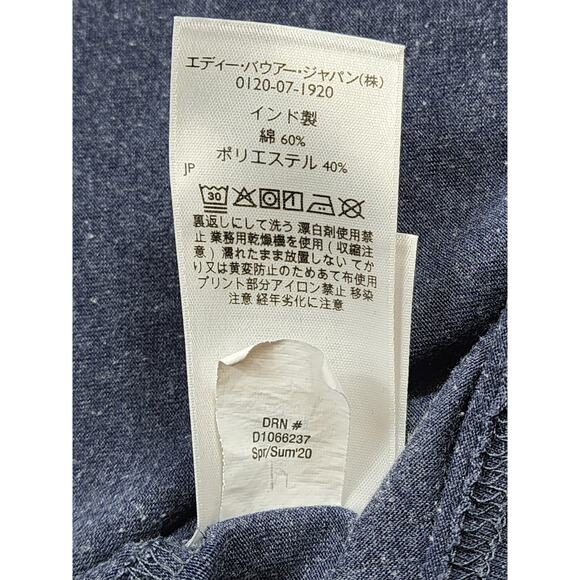 エディー・バウアー・ジャパン(株)
0120-07-1920
インド製
綿 60%
ポリエステル 40%
JP
30
裏返しにして洗う 漂白剤使用禁
止 業務用乾燥機を使用（収縮注
意）濡れたまま放置しない てか
り又は黄変防止のためあて布使用
プリント部分アイロン禁止 移染
注意 経年劣化に注意
DRN #
D1066237
Spr/Sum'20